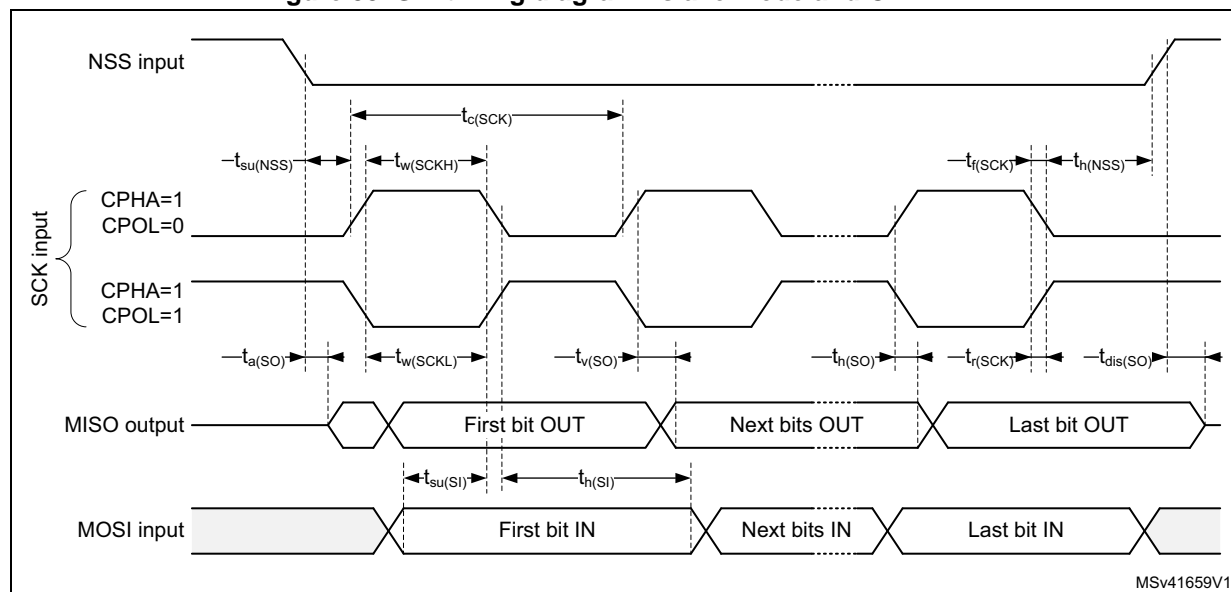 NSS input
tc(SCK)
tsu(NSS)
tw(SCKH)
tf(SCK)
th(NSS)
SCK input
CPHA=1
CPOL=0
CPHA=1
CPOL=1
ta(SO)
tw(SCKL)
tv(SO)
th(SO)
tr(SCK)
tdis(SO)
MISO output
First bit OUT
Next bits OUT
Last bit OUT
tsu(SI)
th(SI)
MOSI input
First bit IN
Next bits IN
Last bit IN
MSv41659V1